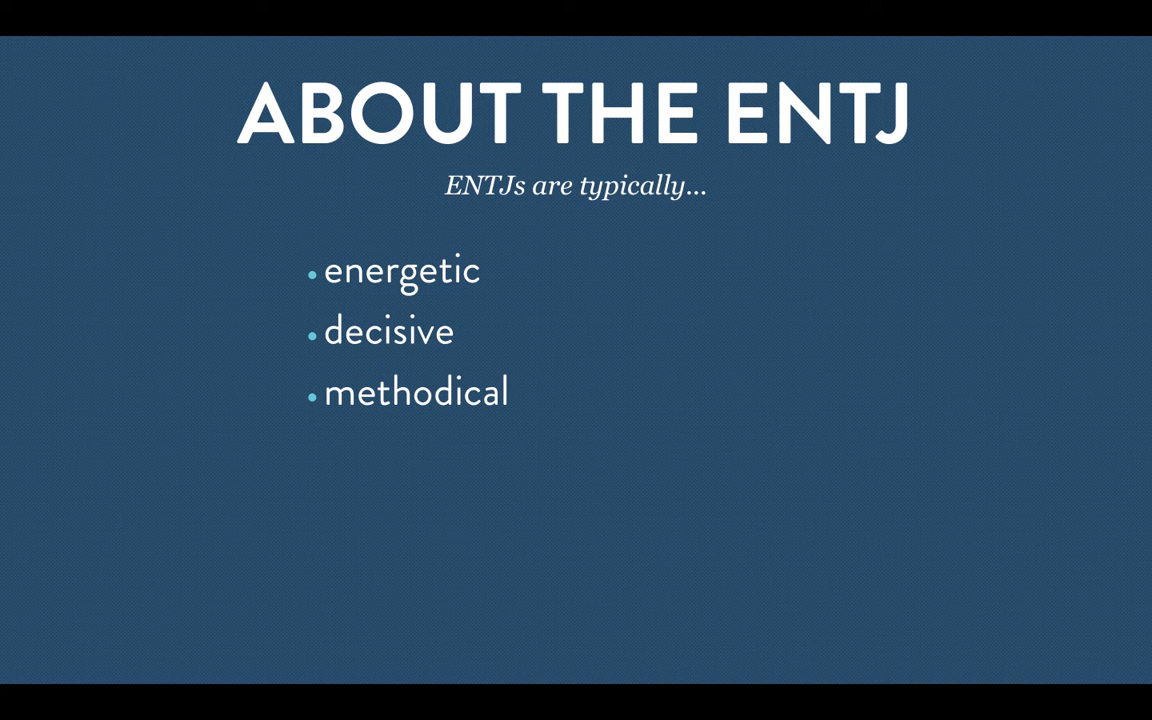 ABOUT THE ENTJ
ENTJs are typically...
• energetic
• decisive
• methodical